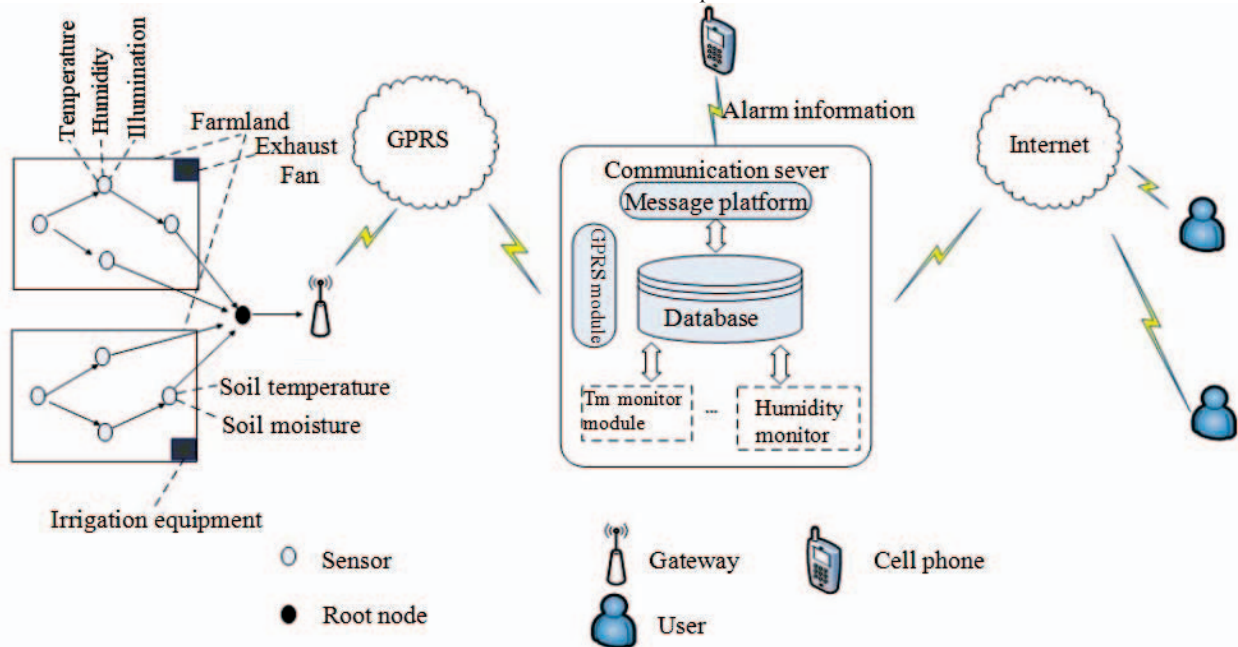 Temperature
Humidity
Illumination
Farmland
Exhaust
Fan
GPRS
Alarm information
Internet
Communication sever
Message platform
GPRS module
Database
Tm monitor
module
...
Humidity
monitor
Soil temperature
Soil moisture
Irrigation equipment
Sensor
Gateway
Cell phone
Root node
User